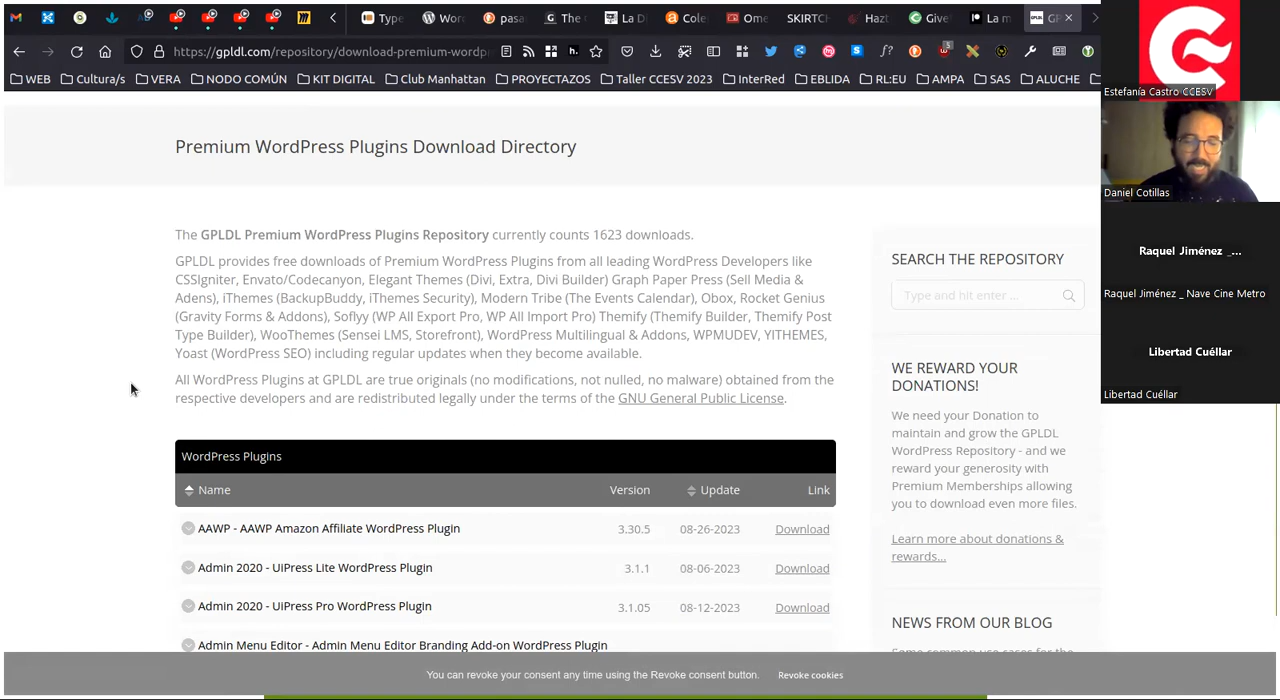 Type
Wor
pasa
The
La D
Cole
Ome
SKIRTCH
Hazt
Give
La m
GP
https://gpldl.com/repository/download-premium-wordpr
WEB
Cultura/s
VERA
NODO COMÚN
KIT DIGITAL
Club Manhattan
PROYECTAZOS
Taller CCESV 2023
InterRed
EBLIDA
RL:EU
AMPA
SAS
ALUCHE
Estefanía Castro CCESV
Daniel Cotillas
Raquel Jiménez _...
Raquel Jiménez _ Nave Cine Metro
Libertad Cuéllar
Libertad Cuéllar
Premium WordPress Plugins Download Directory
The GPLDL Premium WordPress Plugins Repository currently counts 1623 downloads.
GPLDL provides free downloads of Premium WordPress Plugins from all leading WordPress Developers like
CSSIgniter, Envato/Codecanyon, Elegant Themes (Divi, Extra, Divi Builder) Graph Paper Press (Sell Media &
Adens), iThemes (BackupBuddy, iThemes Security), Modern Tribe (The Events Calendar), Obox, Rocket Genius
(Gravity Forms & Addons), Soflyy (WP All Export Pro, WP All Import Pro) Themify (Themify Builder, Themify Post
Type Builder), WooThemes (Sensei LMS, Storefront), WordPress Multilingual & Addons, WPMUDEV, YITHEMES,
Yoast (WordPress SEO) including regular updates when they become available.
All WordPress Plugins at GPLDL are true originals (no modifications, not nulled, no malware) obtained from the
respective developers and are redistributed legally under the terms of the GNU General Public License.
WordPress Plugins
Name Version Update Link
AAWP - AAWP Amazon Affiliate WordPress Plugin 3.30.5 08-26-2023 Download
Admin 2020 - UiPress Lite WordPress Plugin 3.1.1 08-06-2023 Download
Admin 2020 - UiPress Pro WordPress Plugin 3.1.05 08-12-2023 Download
Admin Menu Editor - Admin Menu Editor Branding Add-on WordPress Plugin
SEARCH THE REPOSITORY
Type and hit enter ...
WE REWARD YOUR
DONATIONS!
We need your Donation to
maintain and grow the GPLDL
WordPress Repository - and we
reward your generosity with
Premium Memberships allowing
you to download even more files.
Learn more about donations &
rewards...
NEWS FROM OUR BLOG
You can revoke your consent any time using the Revoke consent button. Revoke cookies